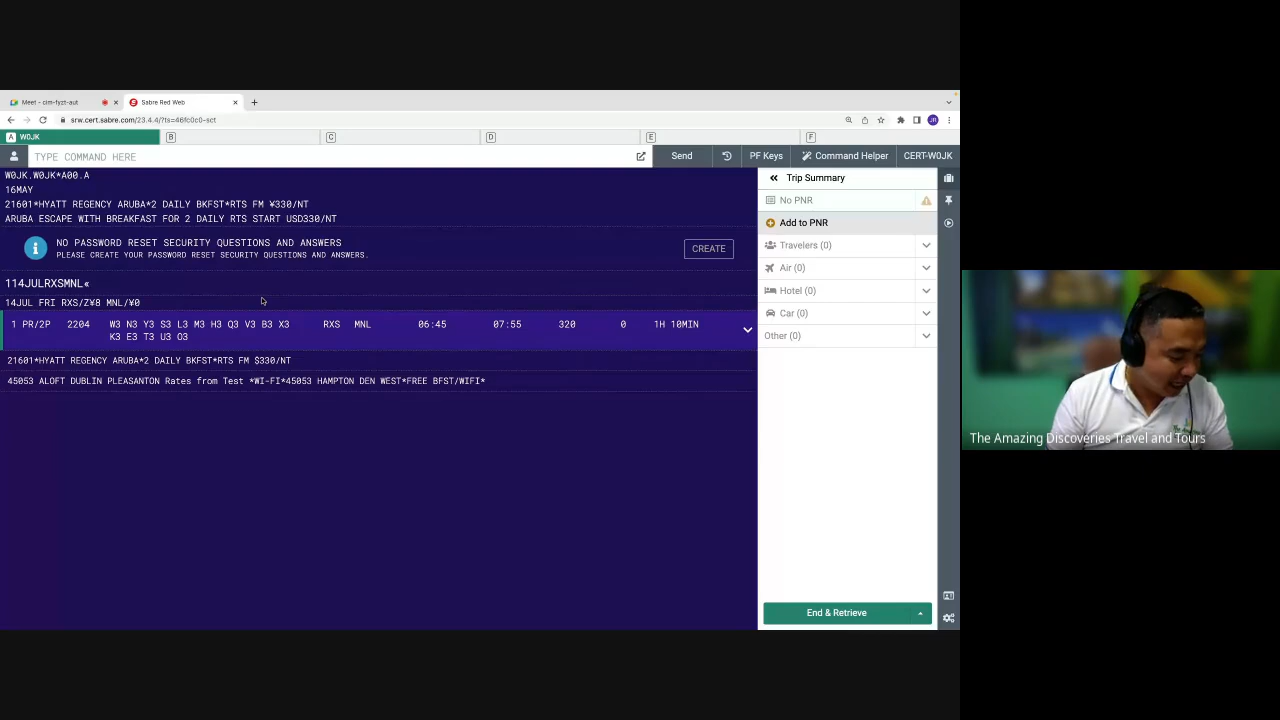 Meet - cim-fyzt-aut
Sabre Red Web
srw.cert.sabre.com/23.4.4/?ts=46fc0c0-sct
A W0JK B C D E F
TYPE COMMAND HERE
Send PF Keys Command Helper CERT-W0JK
W0JK.W0JK*A00.A
16MAY
21601*HYATT REGENCY ARUBA*2 DAILY BKFST*RTS FM ¥330/NT
ARUBA ESCAPE WITH BREAKFAST FOR 2 DAILY RTS START USD330/NT
NO PASSWORD RESET SECURITY QUESTIONS AND ANSWERS
PLEASE CREATE YOUR PASSWORD RESET SECURITY QUESTIONS AND ANSWERS.
CREATE
114JULRXSMNL«
14JUL FRI RXS/Z¥8 MNL/¥0
1 PR/2P 2204 W3 N3 Y3 S3 L3 M3 H3 Q3 V3 B3 X3 RXS MNL 06:45 07:55 320 0 1H 10MIN
K3 E3 T3 U3 O3
21601*HYATT REGENCY ARUBA*2 DAILY BKFST*RTS FM $330/NT
45053 ALOFT DUBLIN PLEASANTON Rates from Test *WI-FI*45053 HAMPTON DEN WEST*FREE BFST/WIFI*
Trip Summary
No PNR
Add to PNR
Travelers (0)
Air (0)
Hotel (0)
Car (0)
Other (0)
End & Retrieve
JR
The Amazing Discoveries Travel and Tours